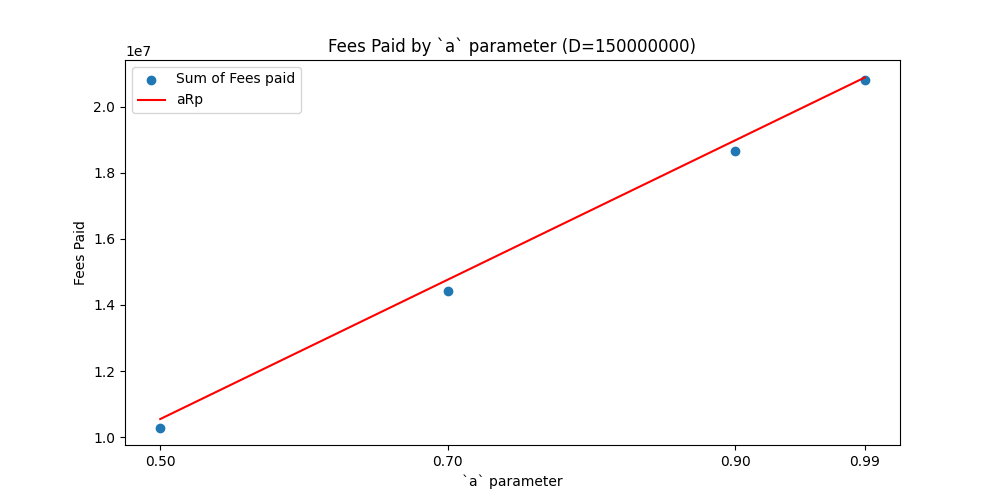 Fees Paid by `a` parameter (D=150000000)
1e7
Sum of Fees paid
aRp
2.0
1.8
1.6
1.4
1.2
1.0
Fees Paid
0.50 0.70 0.90 0.99
`a` parameter